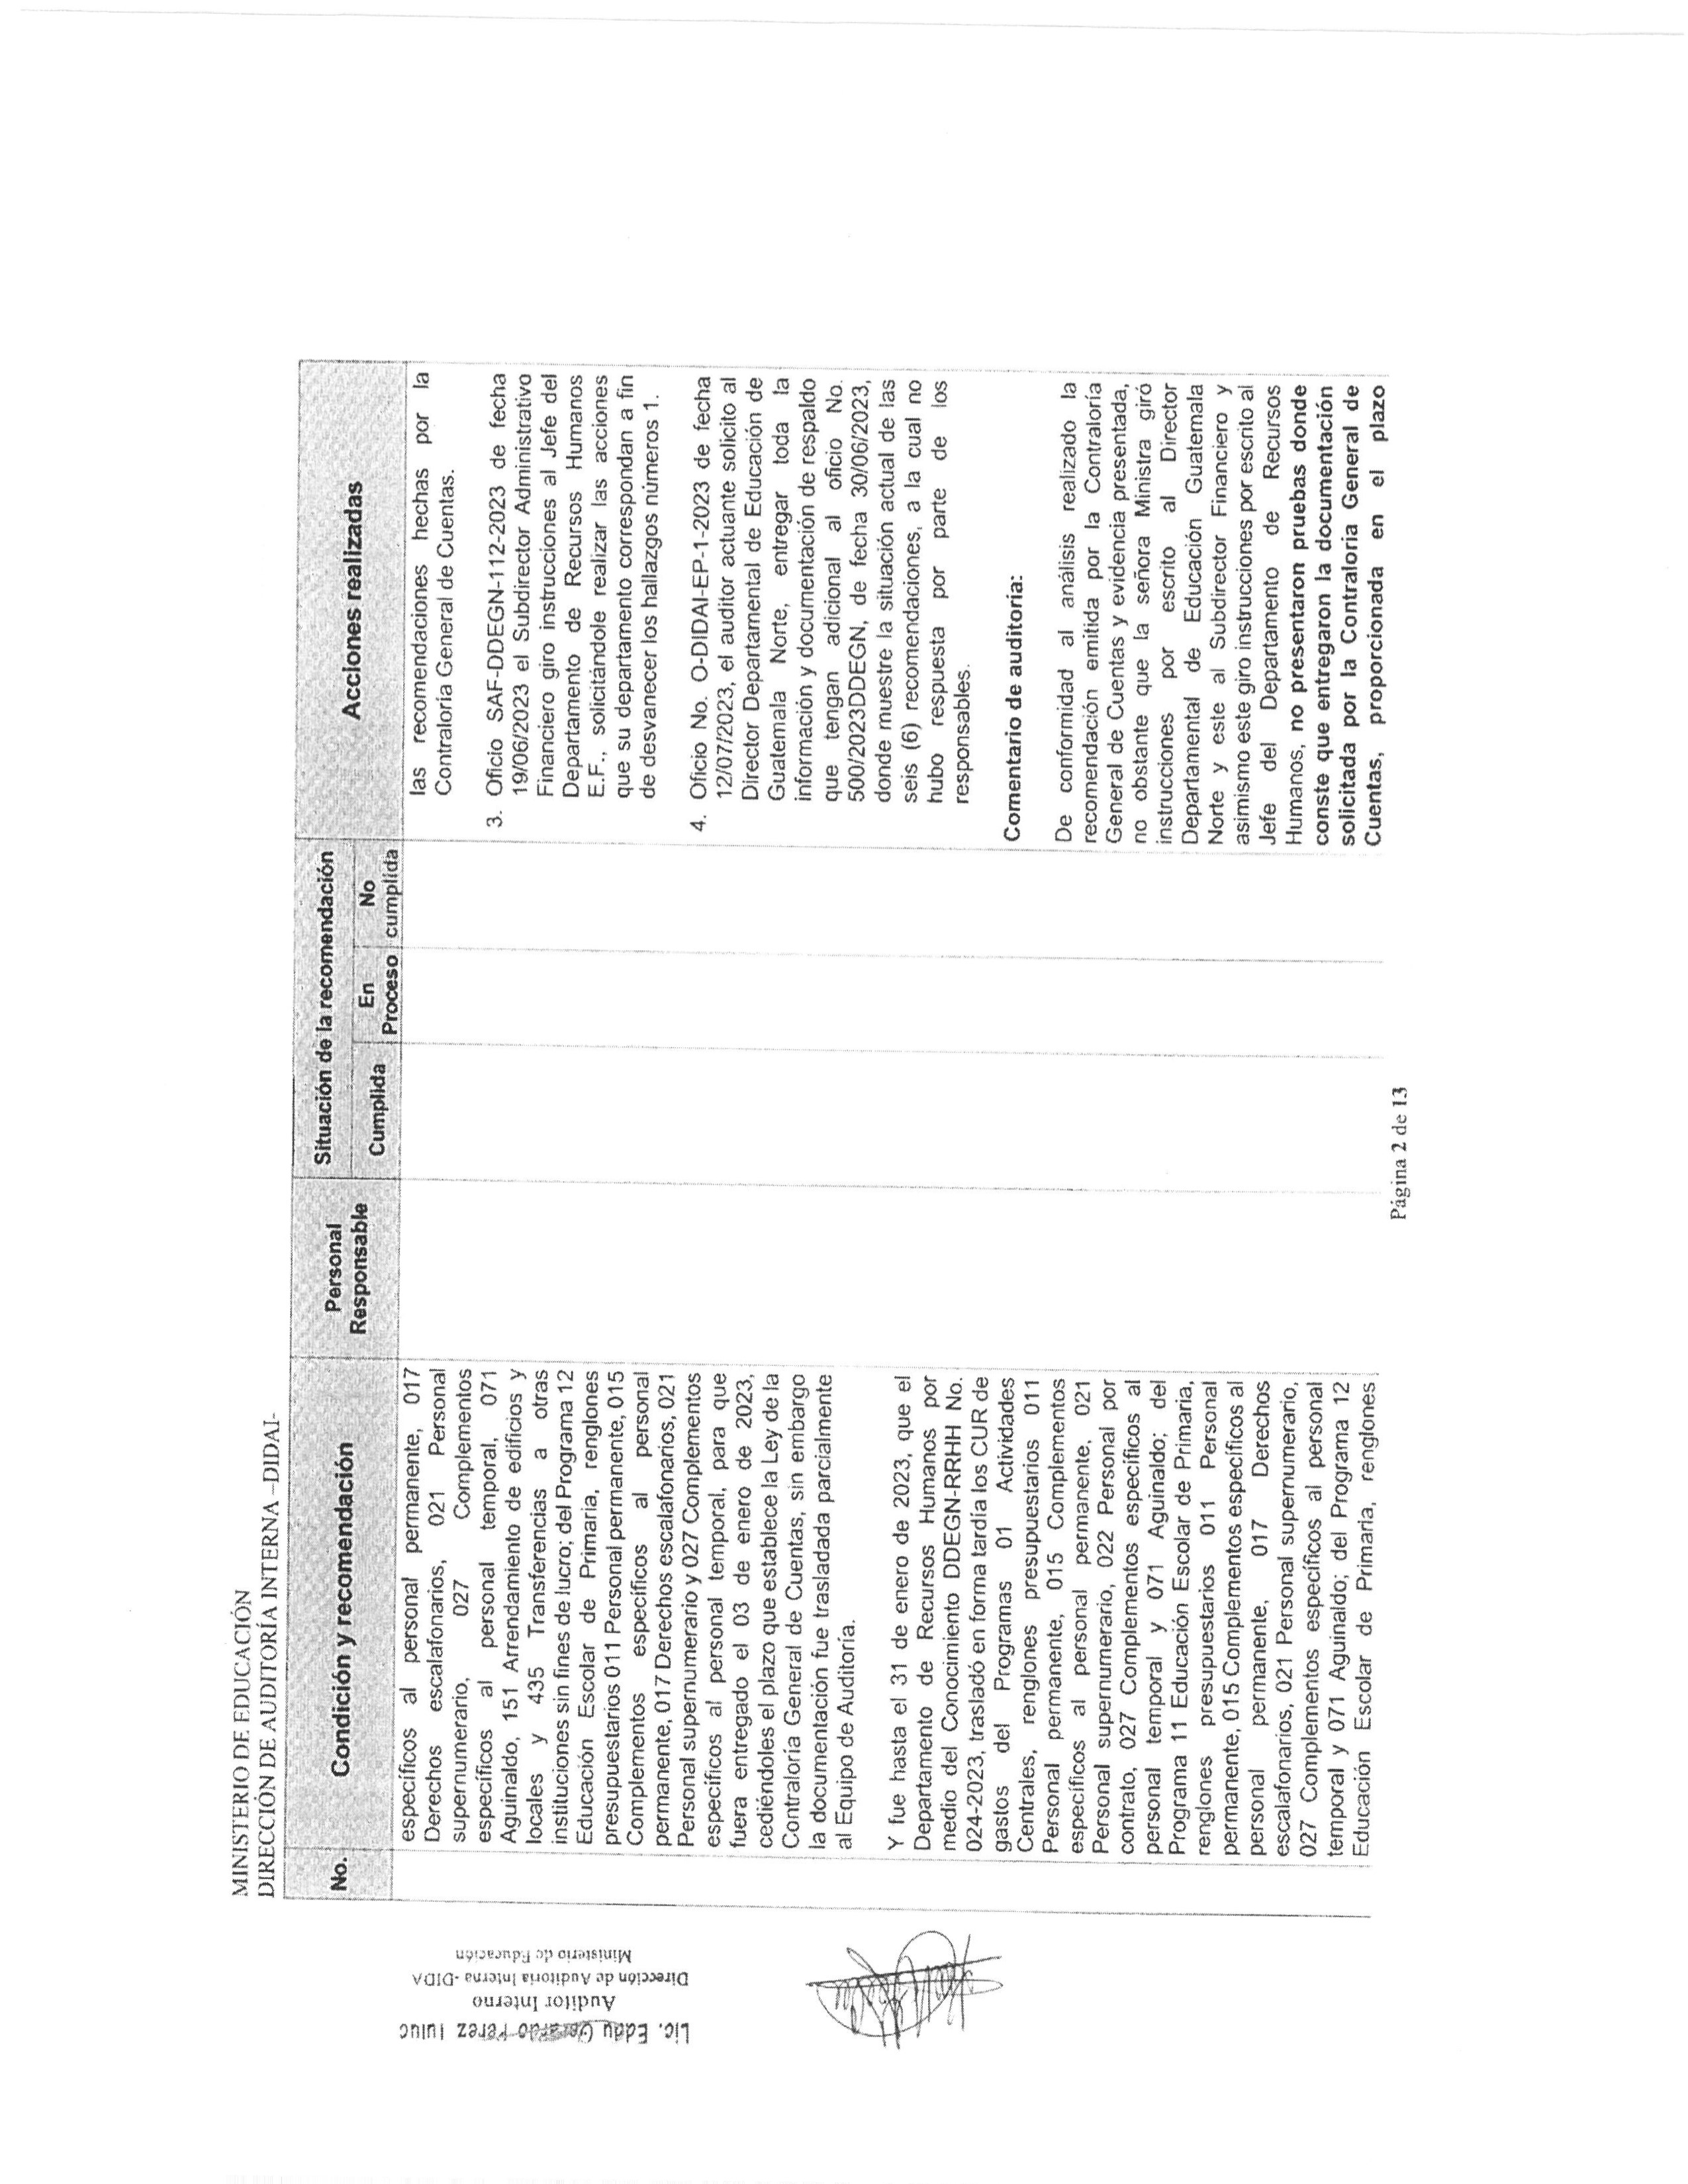 MINISTERIO DE EDUCACIÓN
DIRECCIÓN DE AUDITORÍA INTERNA –DIDAI-
No.
Condición y recomendación
Personal
Responsable
Situación de la recomendación
Cumplida
En
Proceso
No
cumplida
Acciones realizadas
específicos al personal permanente, 017
Derechos escalafonarios, 021 Personal
supernumerario, 027 Complementos
específicos al personal temporal, 071
Aguinaldo, 151 Arrendamiento de edificios y
locales y 435 Transferencias a otras
instituciones sin fines de lucro; del Programa 12
Educación Escolar de Primaria, renglones
presupuestarios 011 Personal permanente, 015
Complementos específicos al personal
permanente, 017 Derechos escalafonarios, 021
Personal supernumerario y 027 Complementos
específicos al personal temporal, para que
fuera entregado el 03 de enero de 2023,
cediéndoles el plazo que establece la Ley de la
Contraloría General de Cuentas, sin embargo
la documentación fue trasladada parcialmente
al Equipo de Auditoría.
Y fue hasta el 31 de enero de 2023, que el
Departamento de Recursos Humanos por
medio del Conocimiento DDEGN-RRHH No.
024-2023, trasladó en forma tardía los CUR de
gastos del Programas 01 Actividades
Centrales, renglones presupuestarios 011
Personal permanente, 015 Complementos
específicos al personal permanente, 021
Personal supernumerario, 022 Personal por
contrato, 027 Complementos específicos al
personal temporal y 071 Aguinaldo; del
Programa 11 Educación Escolar de Primaria,
renglones presupuestarios 011 Personal
permanente, 015 Complementos específicos al
personal permanente, 017 Derechos
escalafonarios, 021 Personal supernumerario,
027 Complementos específicos al personal
temporal y 071 Aguinaldo; del Programa 12
Educación Escolar de Primaria, renglones
las recomendaciones hechas por la
Contraloría General de Cuentas.
3. Oficio SAF-DDEGN-112-2023 de fecha
19/06/2023 el Subdirector Administrativo
Financiero giro instrucciones al Jefe del
Departamento de Recursos Humanos
E.F., solicitándole realizar las acciones
que su departamento correspondan a fin
de desvanecer los hallazgos números 1.
4. Oficio No. O-DIDAI-EP-1-2023 de fecha
12/07/2023, el auditor actuante solicito al
Director Departamental de Educación de
Guatemala Norte, entregar toda la
información y documentación de respaldo
que tengan adicional al oficio No.
500/2023DDEGN, de fecha 30/06/2023,
donde muestre la situación actual de las
seis (6) recomendaciones, a la cual no
hubo respuesta por parte de los
responsables.
Comentario de auditoria:
De conformidad al análisis realizado la
recomendación emitida por la Contraloría
General de Cuentas y evidencia presentada,
no obstante que la señora Ministra giró
instrucciones por escrito al Director
Departamental de Educación Guatemala
Norte y este al Subdirector Financiero y
asimismo este giro instrucciones por escrito al
Jefe del Departamento de Recursos
Humanos, no presentaron pruebas donde
conste que entregaron la documentación
solicitada por la Contraloria General de
Cuentas, proporcionada en el plazo
Página 2 de 13
Lic. Eddy Gerardo Pérez Tuluc
Auditor Interno
Dirección de Auditoria Interna -DIDA
Ministerio de Educación